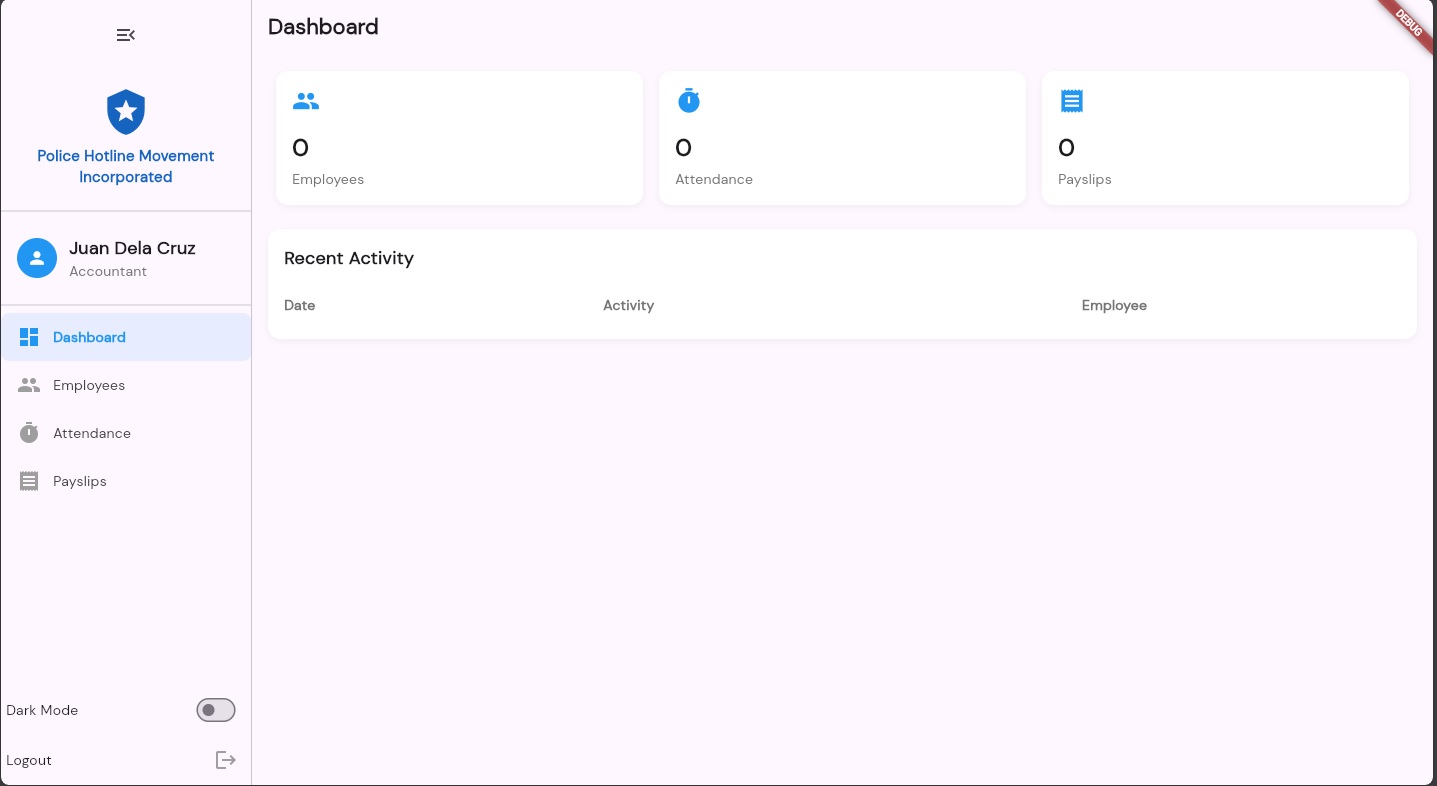 Police Hotline Movement
Incorporated
Juan Dela Cruz
Accountant
Dashboard
Employees
Attendance
Payslips
Dark Mode
Logout
Dashboard
DEBUG
0
Employees
0
Attendance
0
Payslips
Recent Activity
Date Activity Employee